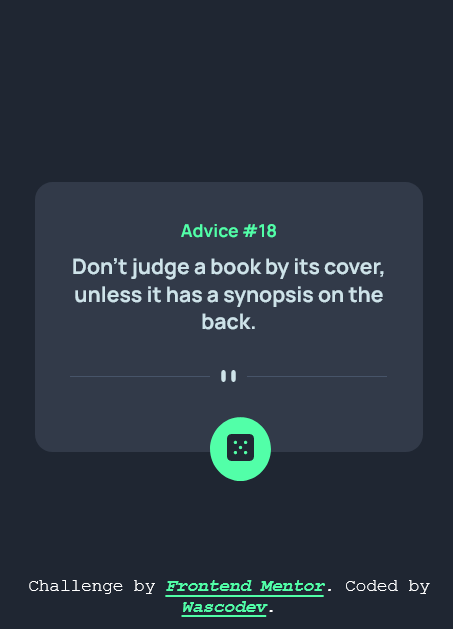 Advice #18
Don't judge a book by its cover,
unless it has a synopsis on the
back.
Challenge by Frontend Mentor. Coded by
Wascodev.